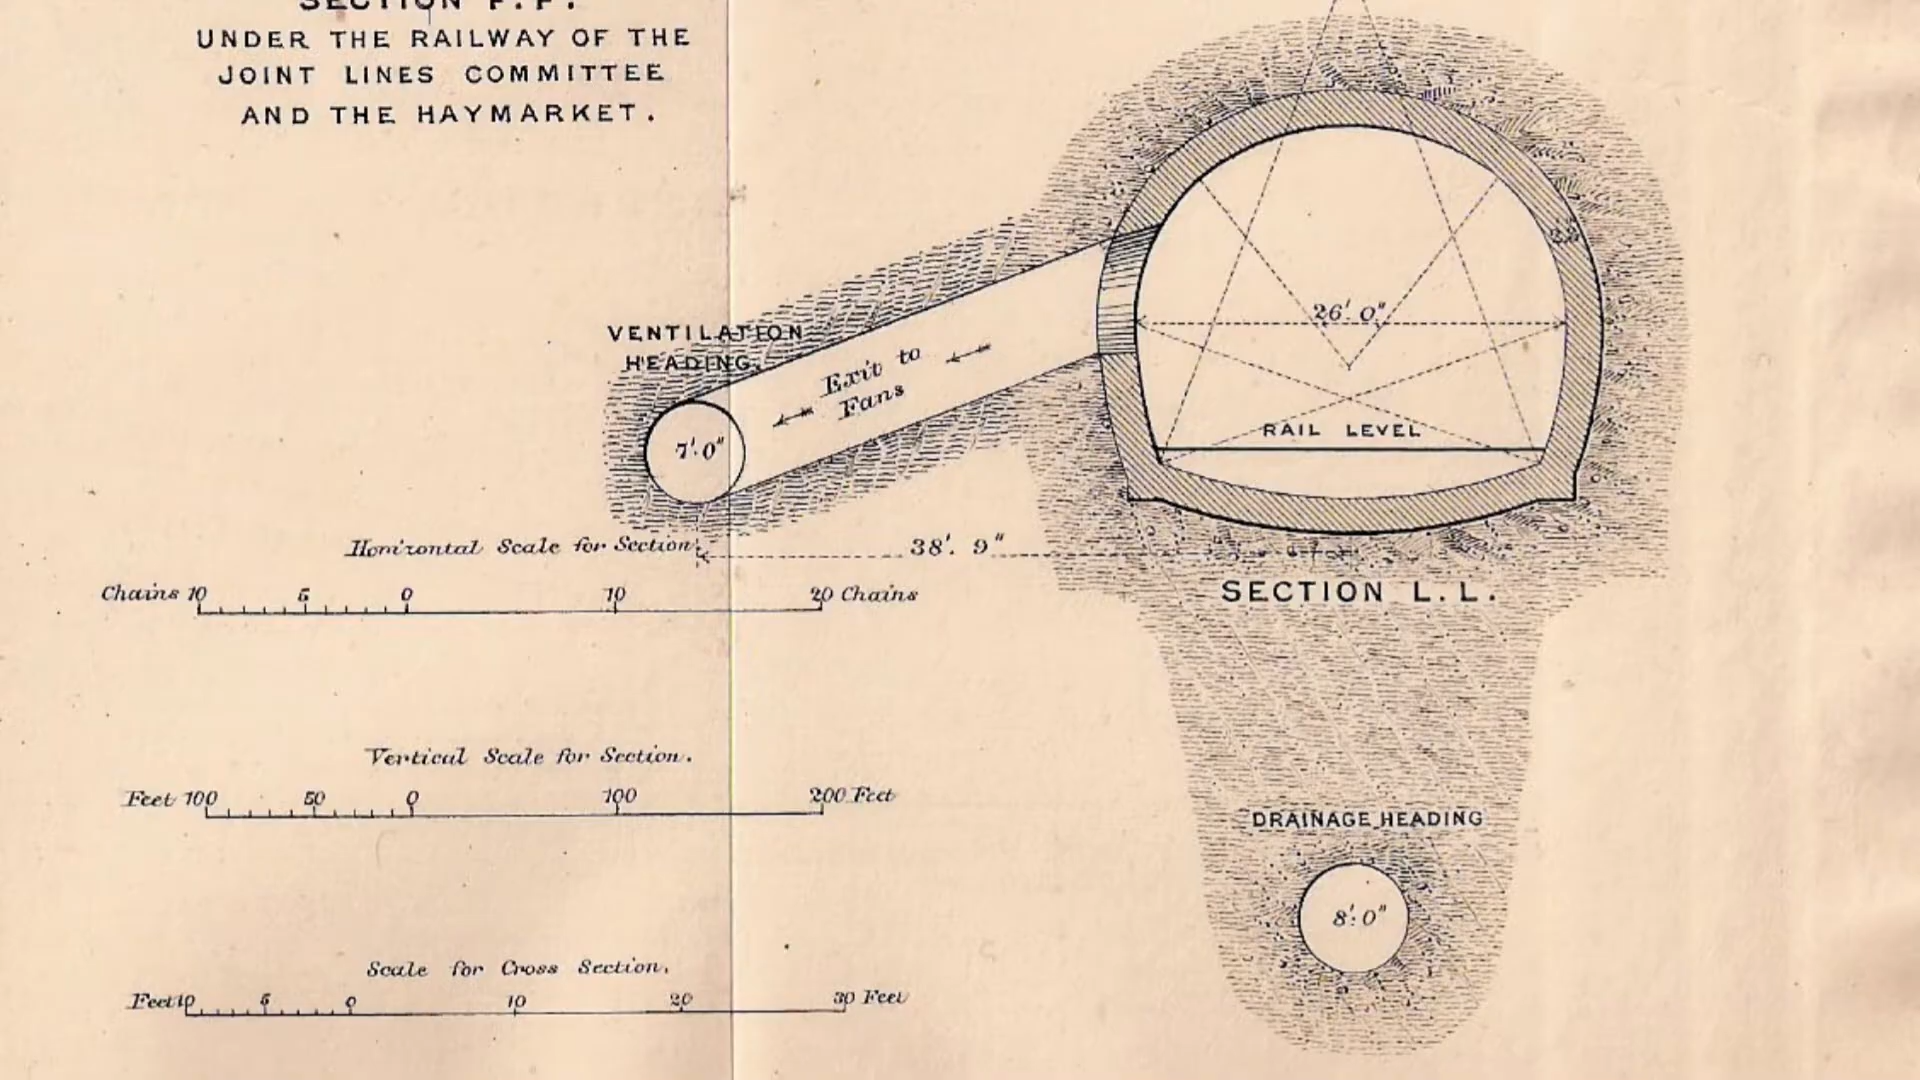 SECTION F.F.
UNDER THE RAILWAY OF THE
JOINT LINES COMMITTEE
AND THE HAYMARKET.
26'. 0"
VENTILATION
HEADING.
Exit to
Fans
7'. 0"
RAIL LEVEL
Horizontal Scale for Section.
38'. 9"
Chains 10 5 0 10 20 Chains
SECTION L.L.
Vertical Scale for Section.
Feet 100 50 0 100 200 Feet
DRAINAGE HEADING
8'. 0"
Scale for Cross Section.
Feet 10 5 0 10 20 30 Feet